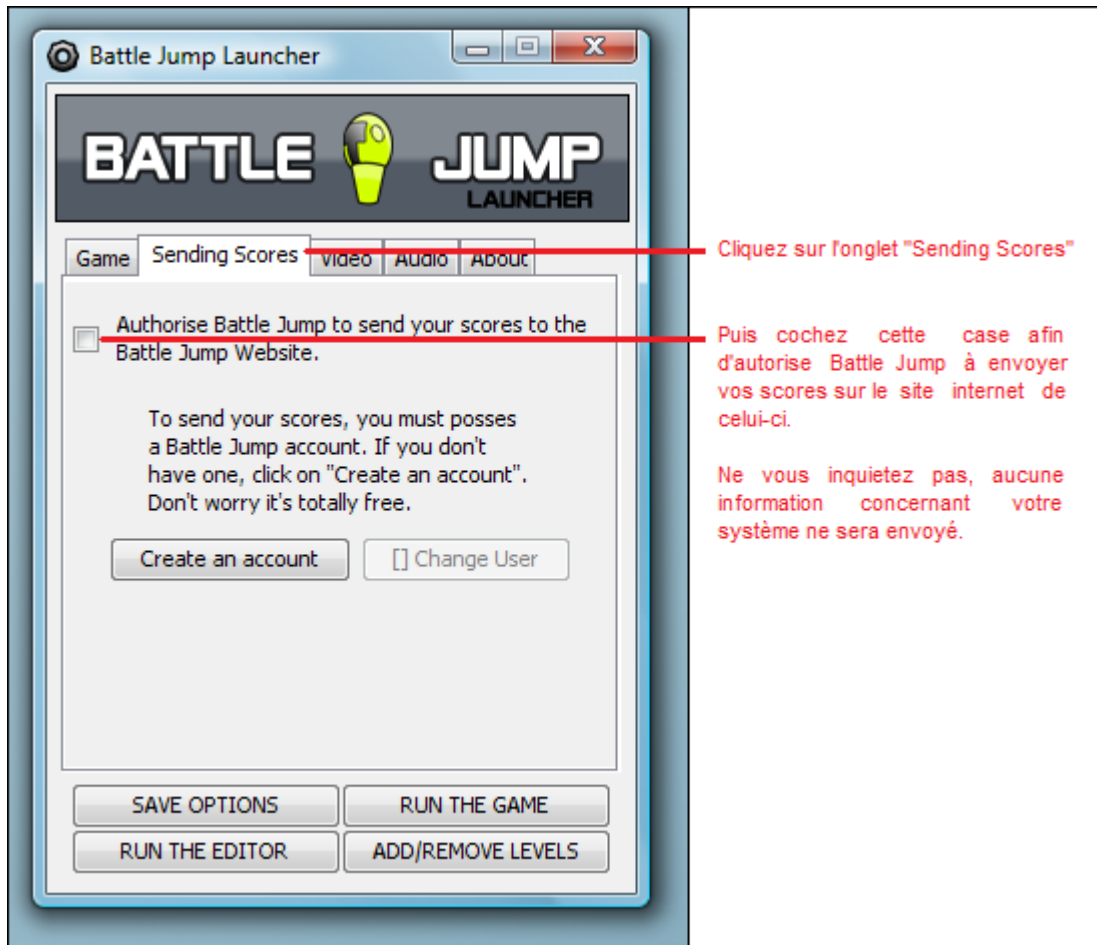 Battle Jump Launcher
BATTLE JUMP
LAUNCHER
Game Sending Scores Video Audio About
Authorise Battle Jump to send your scores to the
Battle Jump Website.
To send your scores, you must posses
a Battle Jump account. If you don't
have one, click on "Create an account".
Don't worry it's totally free.
Create an account [] Change User
SAVE OPTIONS RUN THE GAME
RUN THE EDITOR ADD/REMOVE LEVELS
Cliquez sur l'onglet "Sending Scores"
Puis cochez cette case afin
d'autorise Battle Jump à envoyer
vos scores sur le site internet de
celui-ci.
Ne vous inquietez pas, aucune
information concernant votre
système ne sera envoyé.